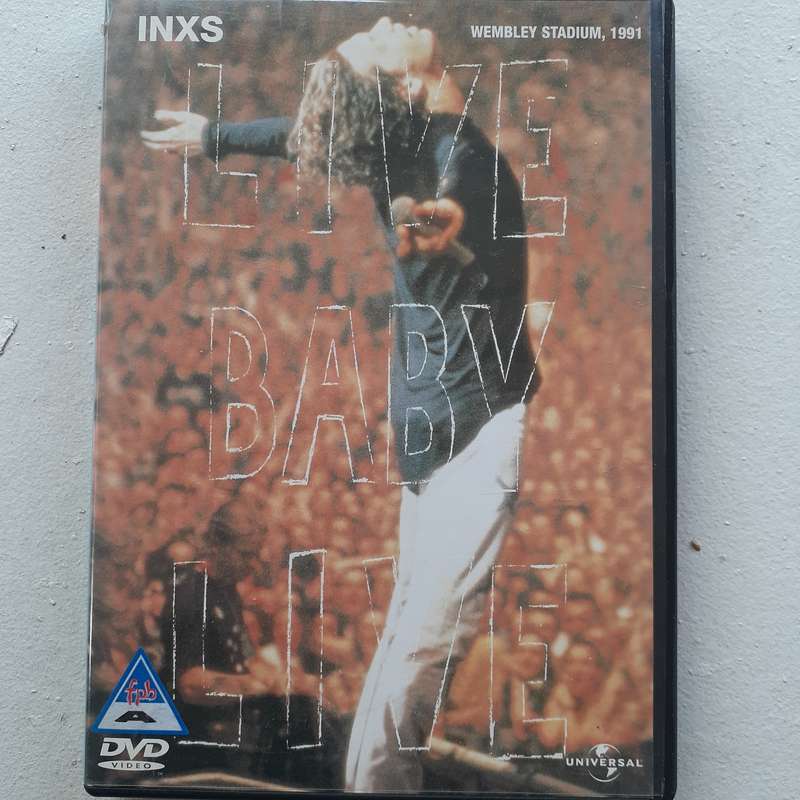 INXS
WEMBLEY STADIUM, 1991
LIVE
BABY
LIVE
fpb
A
DVD
VIDEO
UNIVERSAL